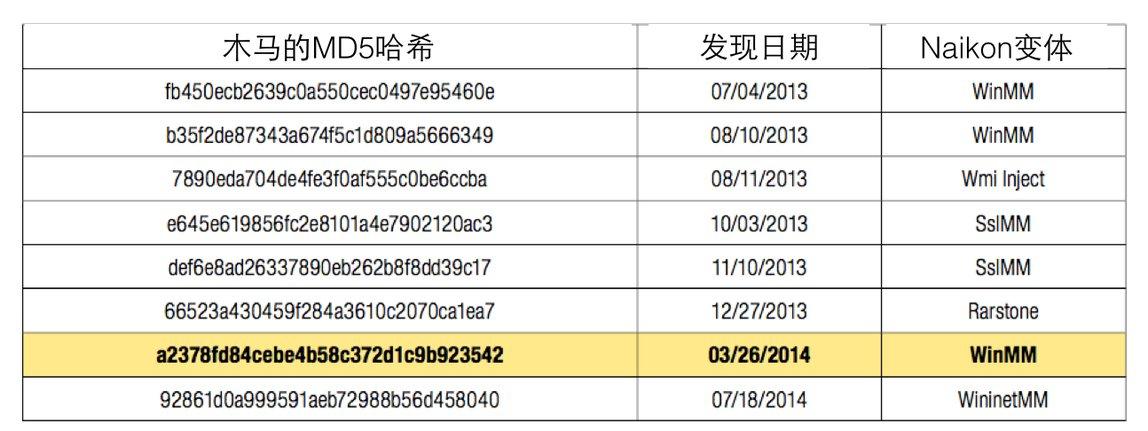 木马的MD5哈希 发现日期 Naikon变体
fb450ecb2639c0a550cec0497e95460e 07/04/2013 WinMM
b35f2de87343a674f5c1d809a5666349 08/10/2013 WinMM
7890eda704de4fe3f0af555c0be6ccba 08/11/2013 Wmi Inject
e645e619856fc2e8101a4e7902120ac3 10/03/2013 SslMM
def6e8ad26337890eb262b8f8dd39c17 11/10/2013 SslMM
66523a430459f284a3610c2070ca1ea7 12/27/2013 Rarstone
a2378fd84cebe4b58c372d1c9b923542 03/26/2014 WinMM
92861d0a999591aeb72988b56d458040 07/18/2014 WininetMM